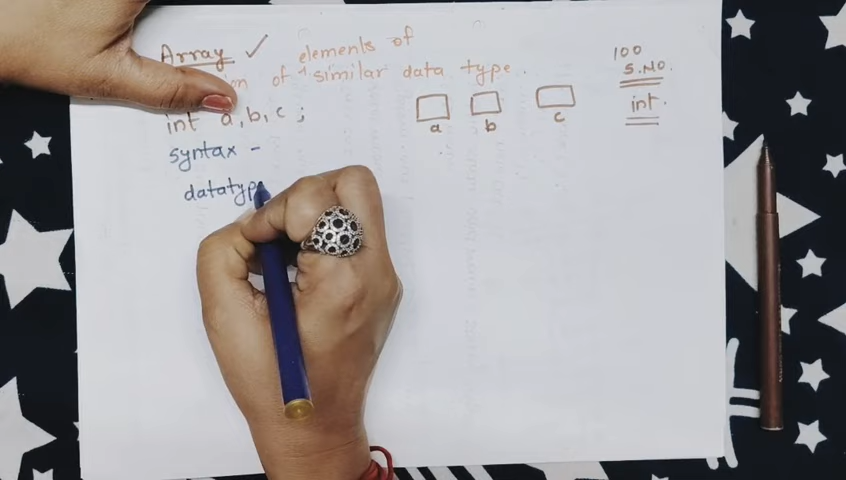 Array ✓
elements of
of similar data type.
int a, b, c ;
a b c
100
S.No.
int.
syntax -
datatype